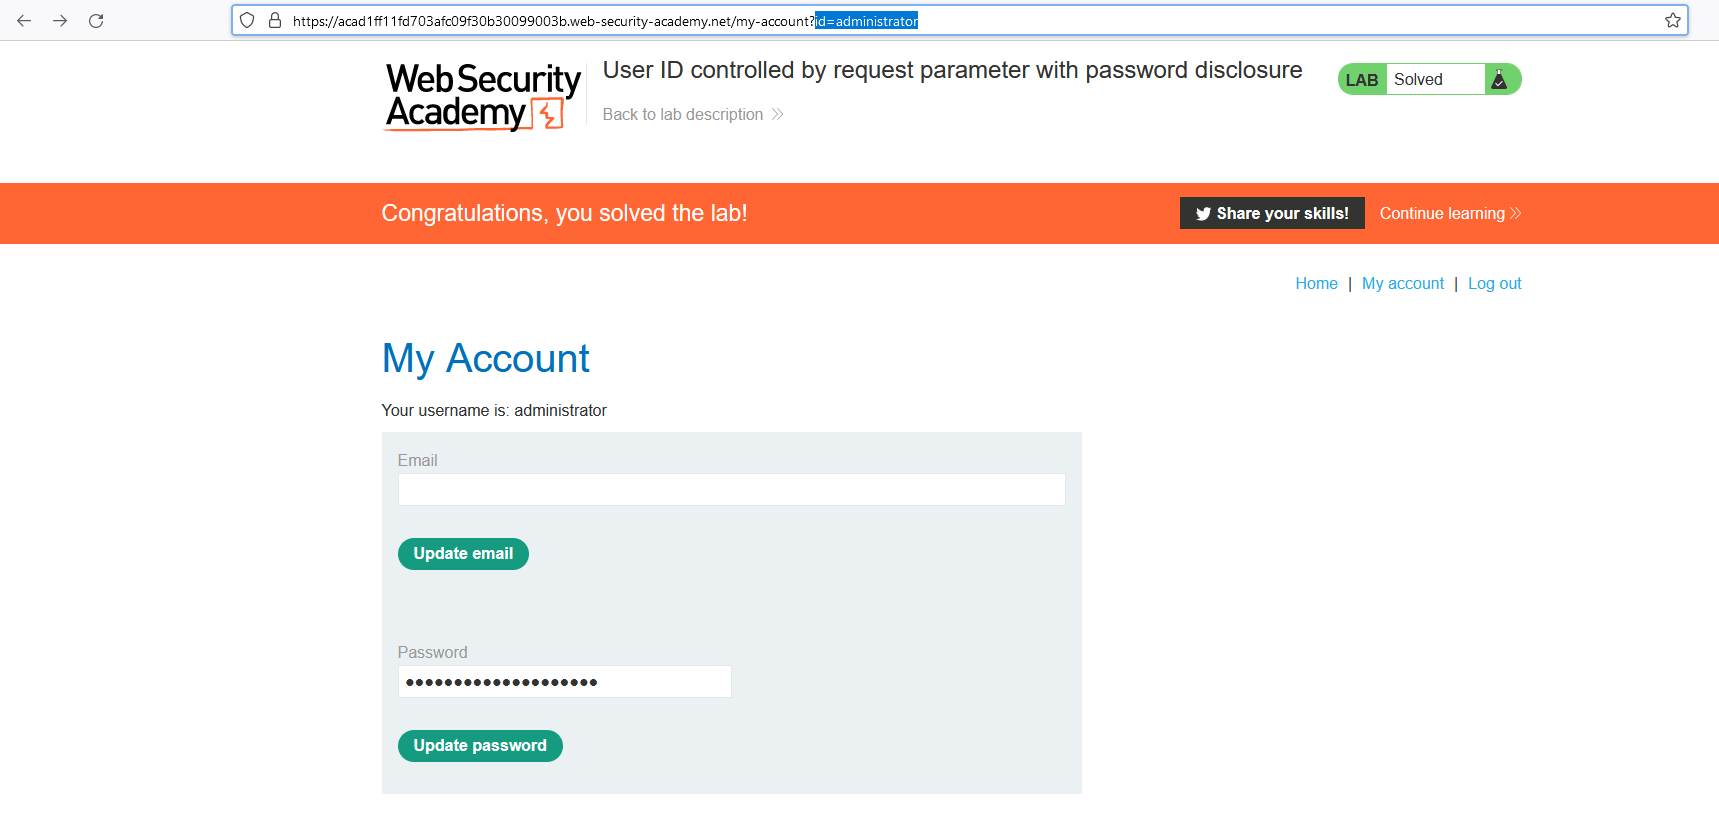 https://acad1ff11fd703afc09f30b30099003b.web-security-academy.net/my-account?id=administrator
Web Security
Academy
User ID controlled by request parameter with password disclosure
Back to lab description
LAB Solved
Congratulations, you solved the lab!
Share your skills!
Continue learning
Home | My account | Log out
My Account
Your username is: administrator
Email
Update email
Password
Update password